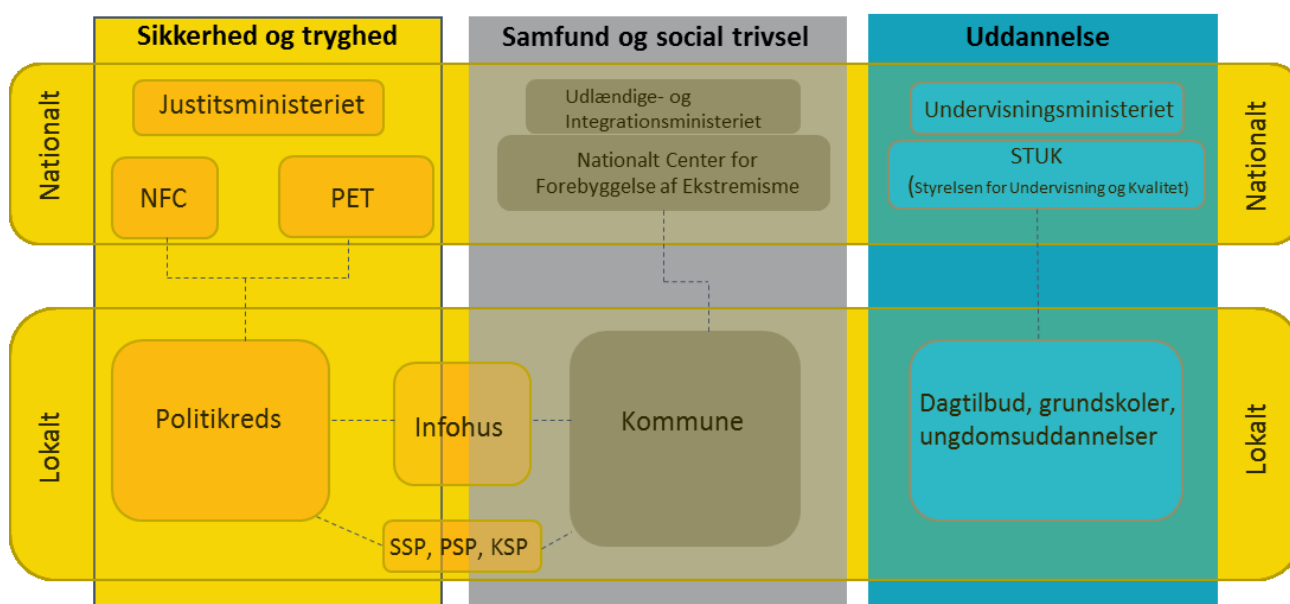 Sikkerhed og tryghed
Samfund og social trivsel
Uddannelse
Nationalt
Justitsministeriet
NFC
PET
Udlændige- og
Integrationsministeriet
Nationalt Center for
Forebyggelse af Ekstremisme
Undervisningsministeriet
STUK
(Styrelsen for Undervisning og Kvalitet)
Nationalt
Lokalt
Politikreds
Infohus
SSP, PSP, KSP
Kommune
Dagtilbud, grundskoler,
ungdomsuddannelser
Lokalt